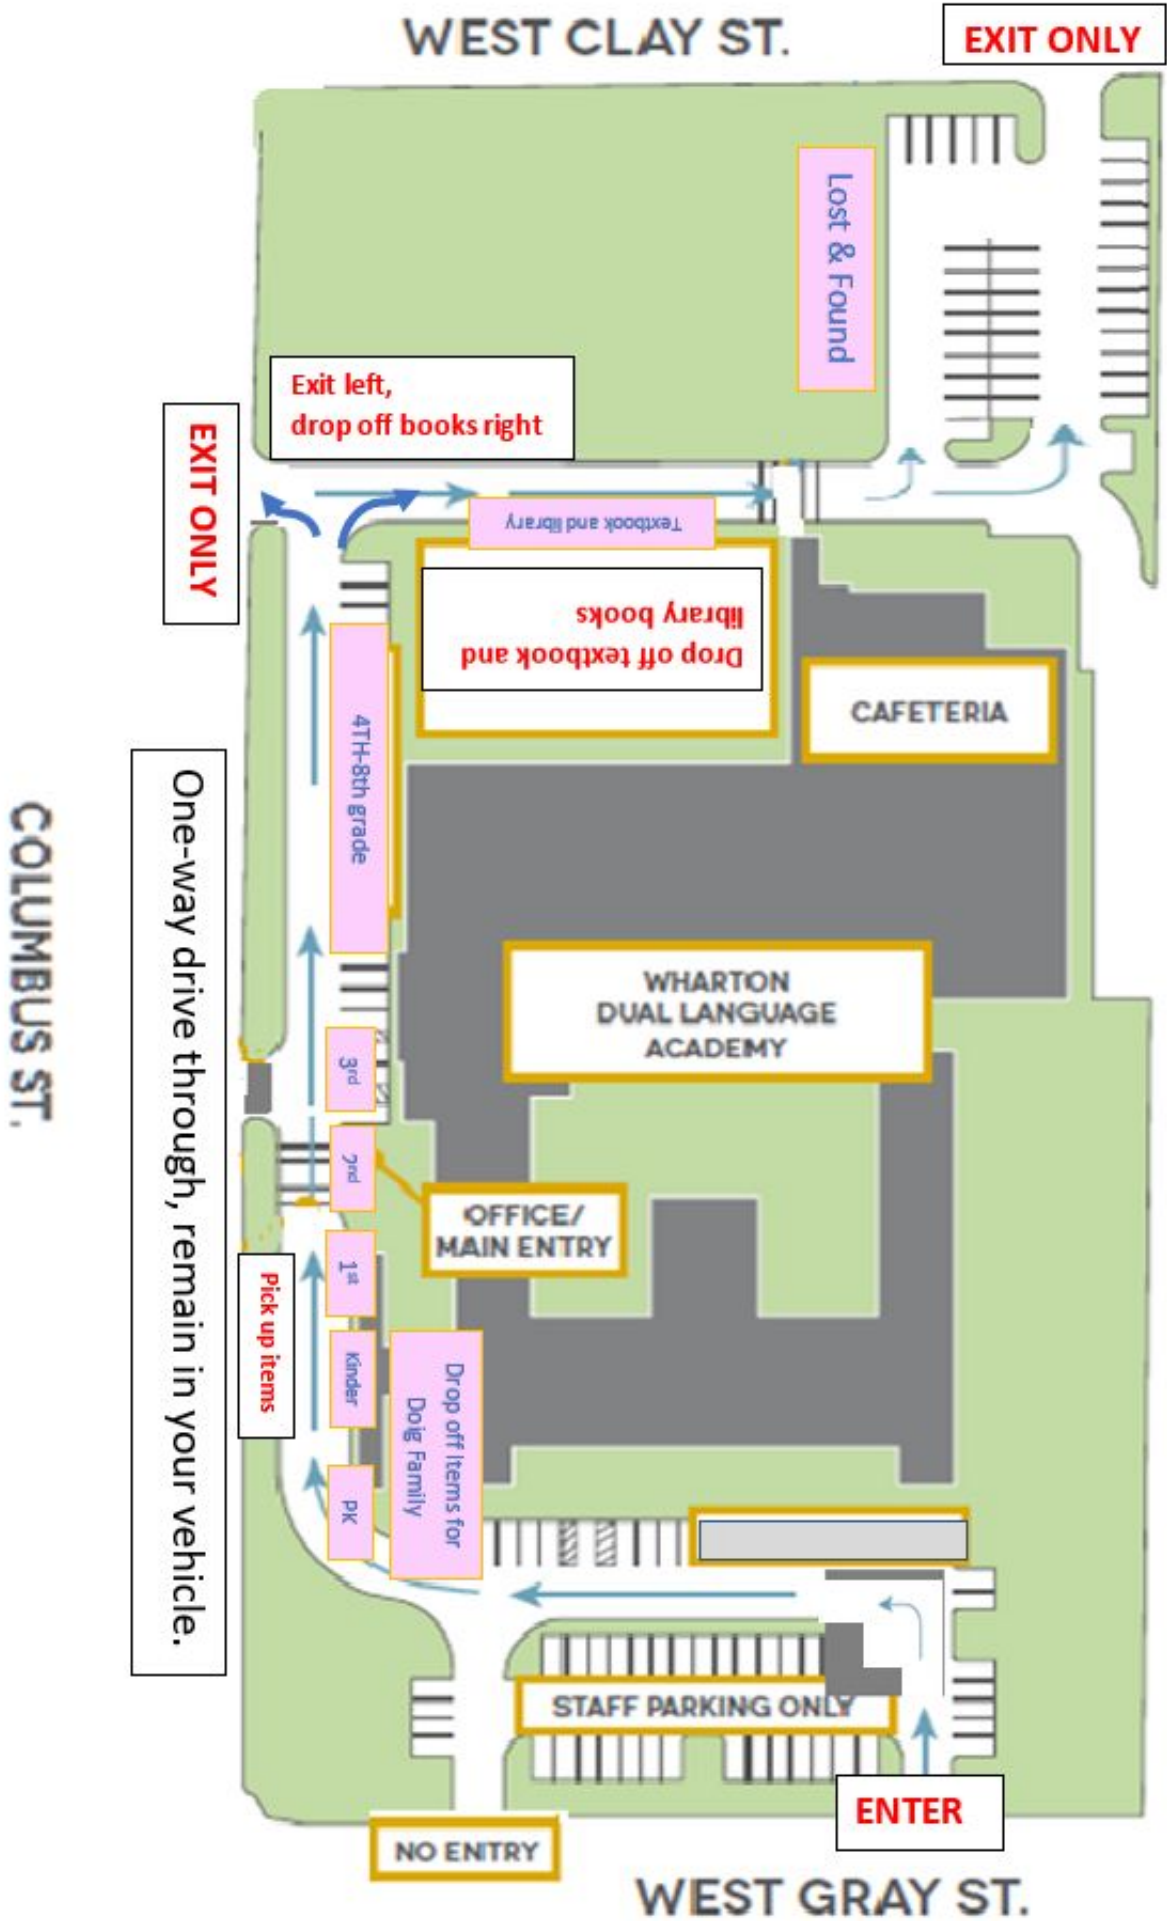 WEST CLAY ST.
EXIT ONLY
Lost & Found
Exit left,
drop off books right
EXIT ONLY
Textbook and library
Drop off textbook and
library books
CAFETERIA
4TH-8th grade
WHARTON
DUAL LANGUAGE
ACADEMY
COLUMBUS ST.
One-way drive through, remain in your vehicle.
3rd
2nd
OFFICE/
MAIN ENTRY
1st
Pick up items
Kinder
Drop off Items for
Doig Family
PK
STAFF PARKING ONLY
ENTER
NO ENTRY
WEST GRAY ST.